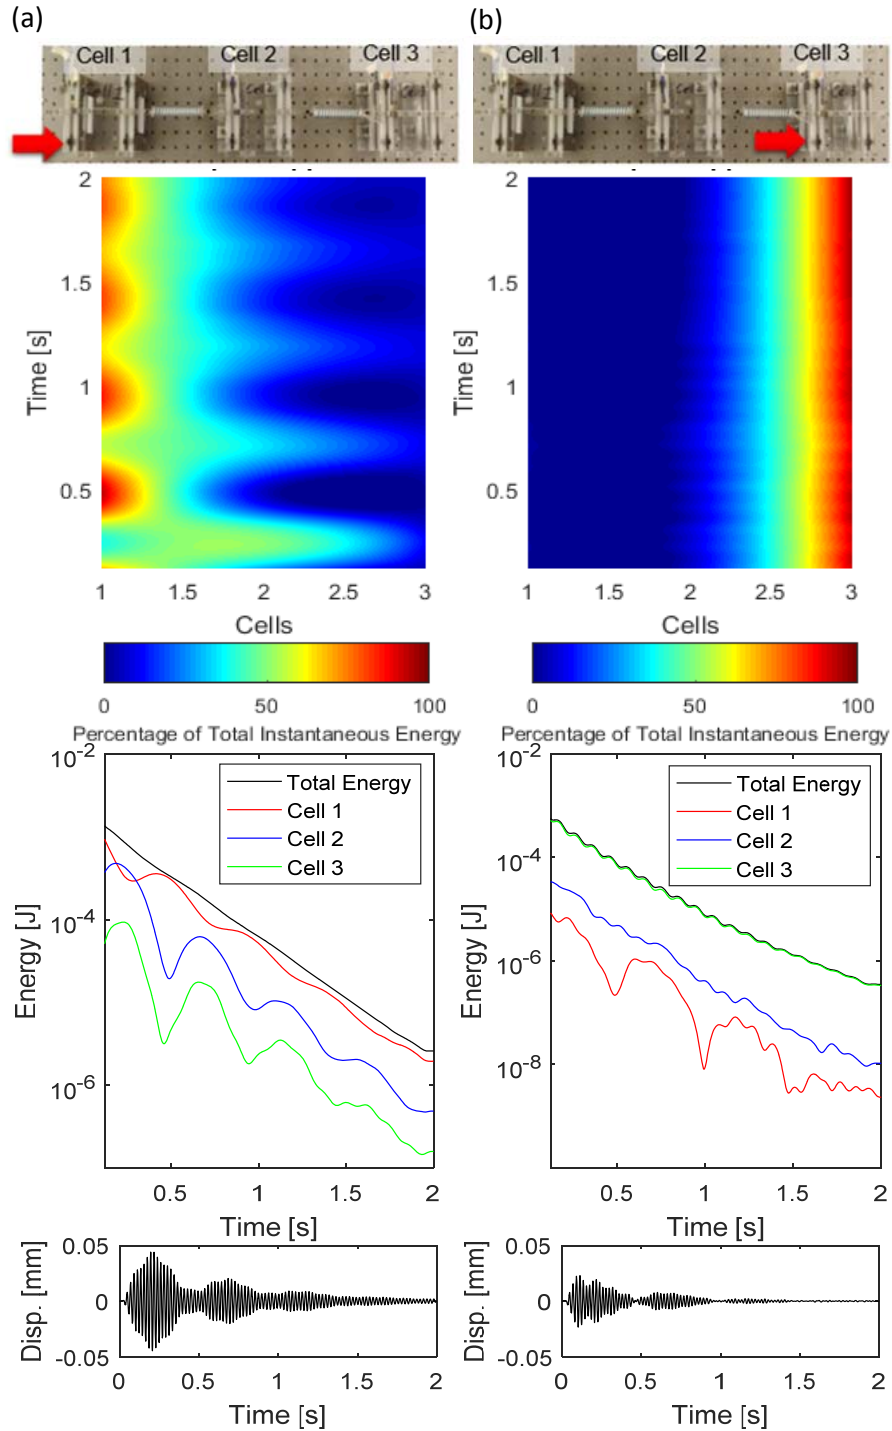 (a)
(b)
Cell 1
Cell 2
Cell 3
Cell 1
Cell 2
Cell 3
2
1.5
1
0.5
Time [s]
1
1.5
2
2.5
3
Cells
0
50
100
Percentage of Total Instantaneous Energy
2
1.5
1
0.5
Time [s]
1
1.5
2
2.5
3
Cells
0
50
100
Percentage of Total Instantaneous Energy
10-2
10-4
10-6
Energy [J]
Total Energy
Cell 1
Cell 2
Cell 3
0.5
1
1.5
2
Time [s]
10-2
10-4
10-6
10-8
Energy [J]
Total Energy
Cell 1
Cell 2
Cell 3
0.5
1
1.5
2
Time [s]
0.05
0
-0.05
Disp. [mm]
0
0.5
1
1.5
2
Time [s]
0.05
0
-0.05
Disp. [mm]
0
0.5
1
1.5
2
Time [s]